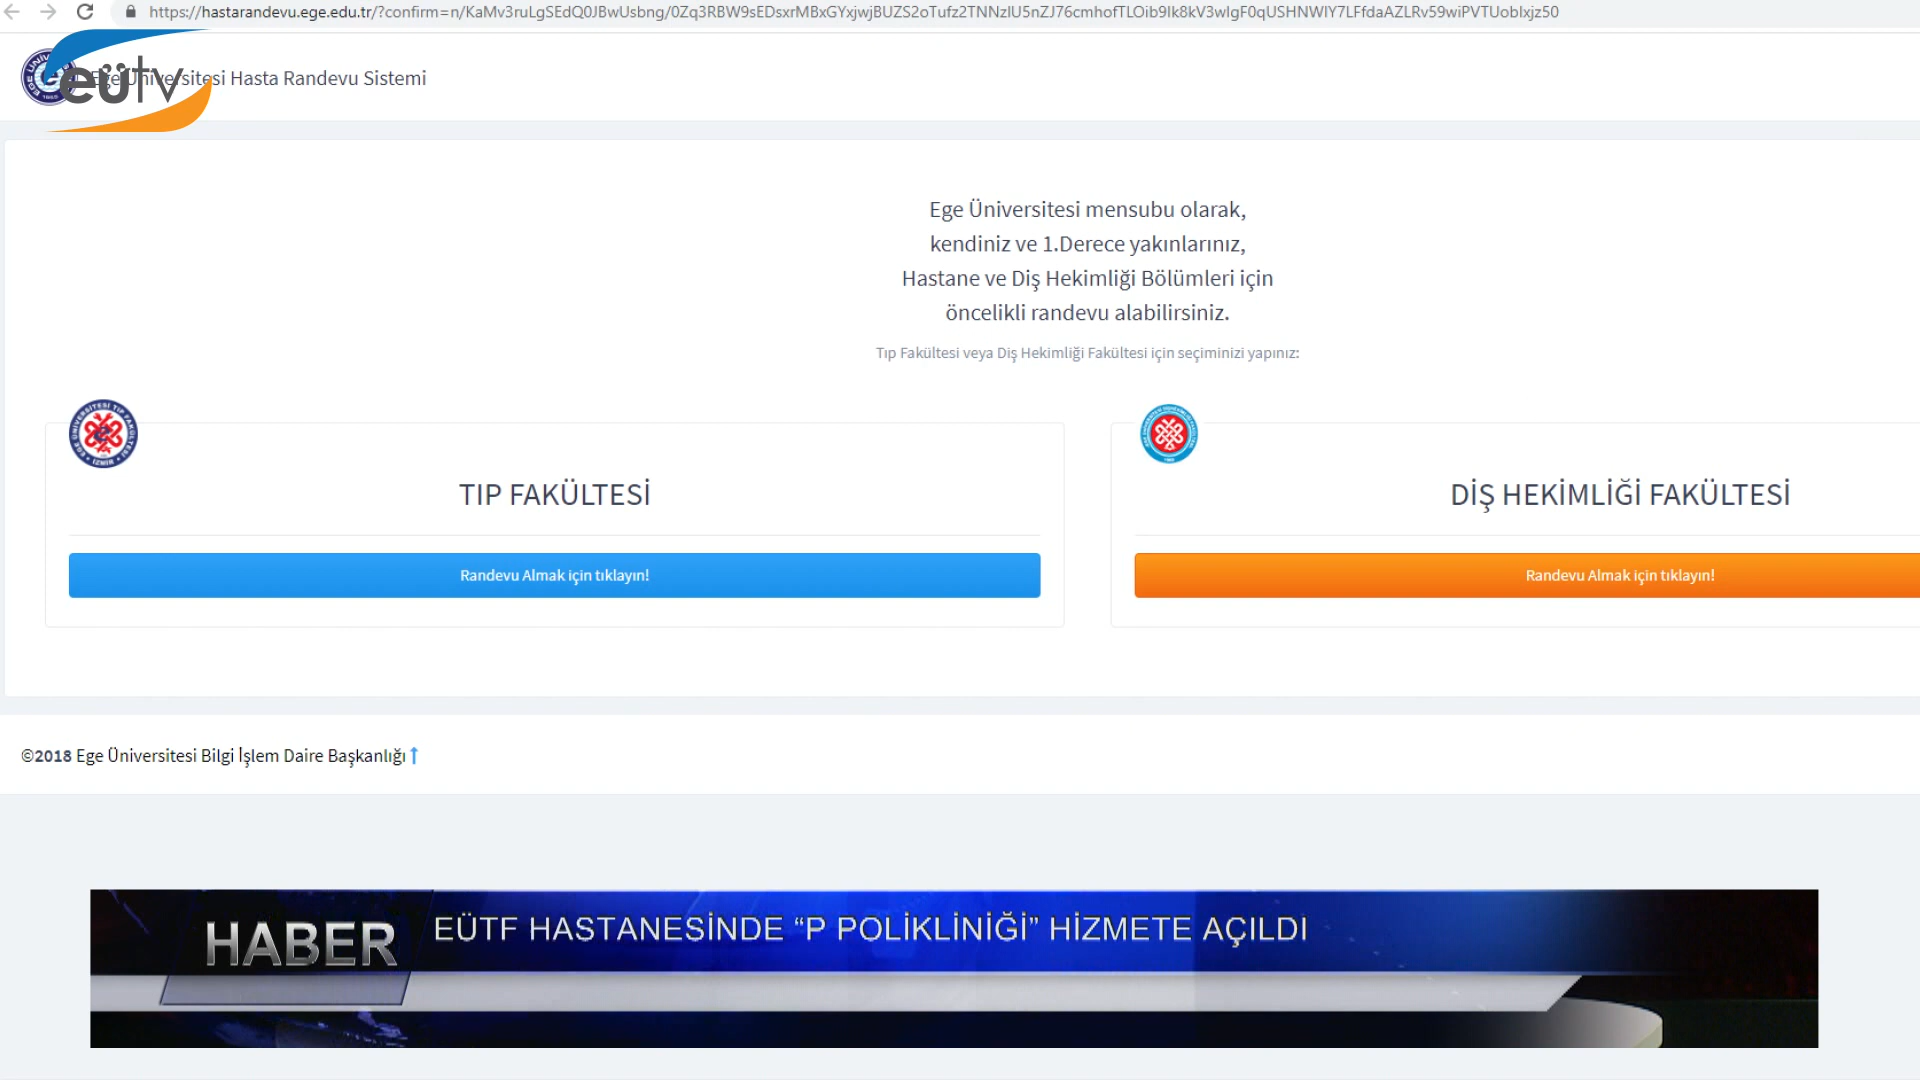 https://hastarandevu.ege.edu.tr/?confirm=n/KaMv3ruLgSEdQ0JBwUsbng/0Zq3RBW9sEDsxrMBxGYxjwjBUZS2oTufz2TNNzIU5nZJ76cmhofTLOib9Ik8kV3wIgF0qUSHNWIY7LFfdaAZLRv59wiPVTUobIxjz50
eütv
Ege Üniversitesi Hasta Randevu Sistemi
Ege Üniversitesi mensubu olarak,
kendiniz ve 1.Derece yakınlarınız,
Hastane ve Diş Hekimliği Bölümleri için
öncelikli randevu alabilirsiniz.
Tıp Fakültesi veya Diş Hekimliği Fakültesi için seçiminizi yapınız:
TIP FAKÜLTESİ
Randevu Almak için tıklayın!
DİŞ HEKİMLİĞİ FAKÜLTESİ
Randevu Almak için tıklayın!
©2018 Ege Üniversitesi Bilgi İşlem Daire Başkanlığı
HABER
EÜTF HASTANESİNDE “P POLİKLİNİĞİ” HİZMETE AÇILDI